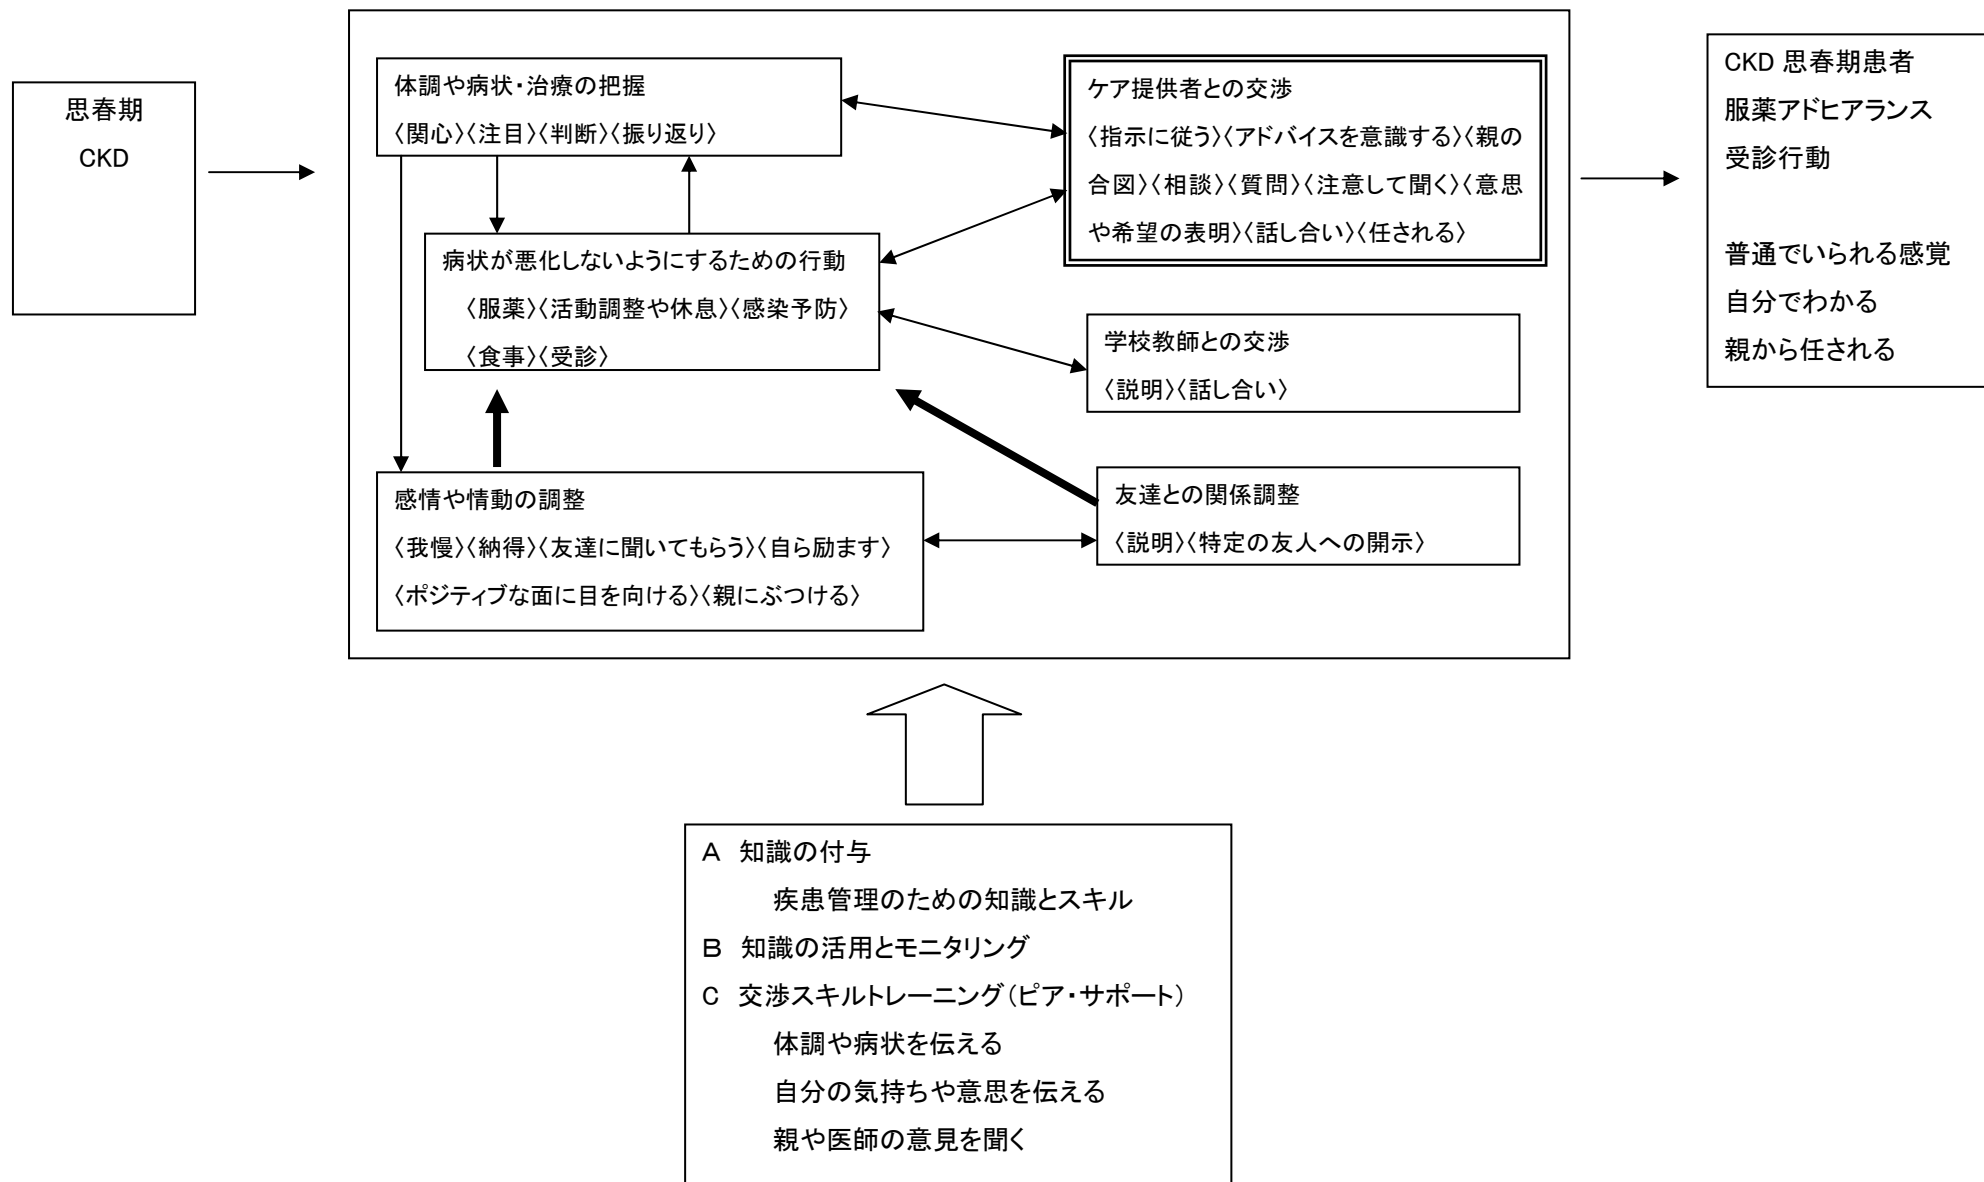 思春期
CKD
体調や病状・治療の把握
〈関心〉〈注目〉〈判断〉〈振り返り〉
病状が悪化しないようにするための行動
〈服薬〉〈活動調整や休息〉〈感染予防〉
〈食事〉〈受診〉
感情や情動の調整
〈我慢〉〈納得〉〈友達に聞いてもらう〉〈自ら励ます〉
〈ポジティブな面に目を向ける〉〈親にぶつける〉
ケア提供者との交渉
〈指示に従う〉〈アドバイスを意識する〉〈親の
合図〉〈相談〉〈質問〉〈注意して聞く〉〈意思
や希望の表明〉〈話し合い〉〈任される〉
学校教師との交渉
〈説明〉〈話し合い〉
友達との関係調整
〈説明〉〈特定の友人への開示〉
CKD 思春期患者
服薬アドヒアランス
受診行動
普通でいられる感覚
自分でわかる
親から任される
A 知識の付与
疾患管理のための知識とスキル
B 知識の活用とモニタリング
C 交渉スキルトレーニング(ピア・サポート)
体調や病状を伝える
自分の気持ちや意思を伝える
親や医師の意見を聞く